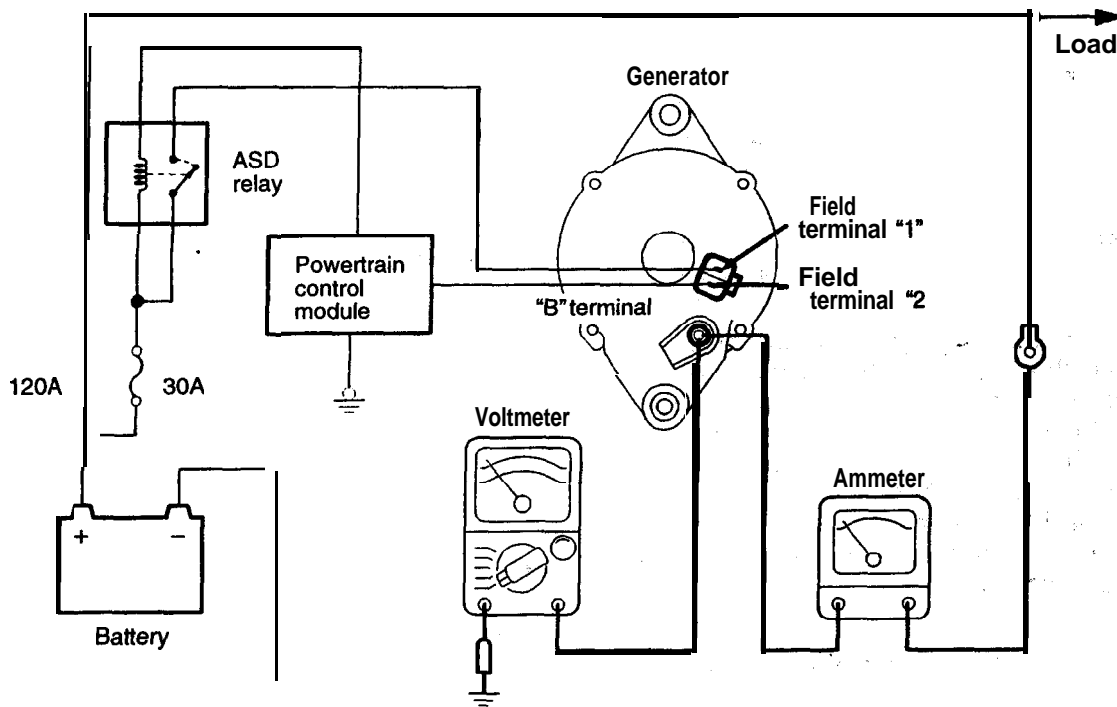 Load
Generator
ASD
relay
Field
terminal "1"
Field
terminal "2
Powertrain
control
module
"B" terminal
120A
30A
Voltmeter
Ammeter
+
−
Battery